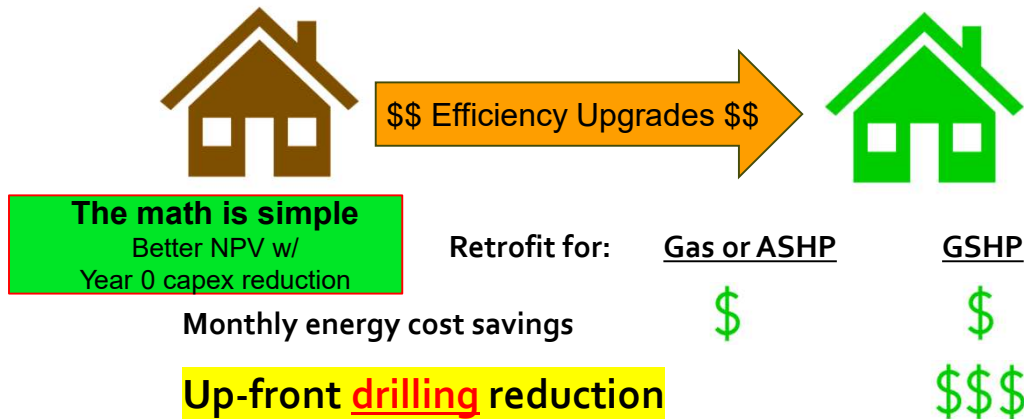 $$ Efficiency Upgrades $$
The math is simple
Better NPV w/
Year 0 capex reduction
Retrofit for: Gas or ASHP GSHP
Monthly energy cost savings $ $
Up-front drilling reduction $$$